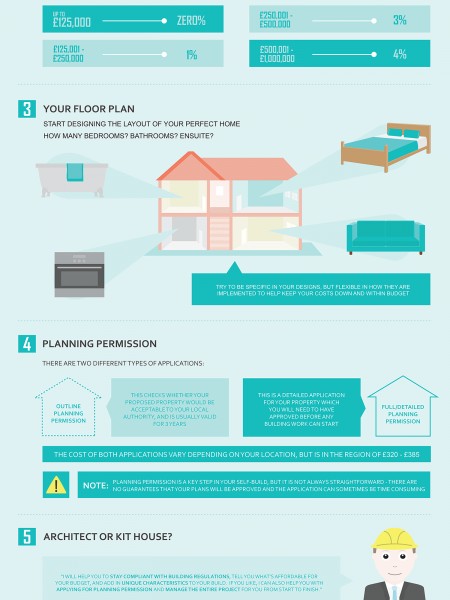 UP TO
£125,000 ZERO%
£250,001 -
£500,000 3%
£125,001 -
£250,000 1%
£500,001 -
£1,000,000 4%
3 YOUR FLOOR PLAN
START DESIGNING THE LAYOUT OF YOUR PERFECT HOME
HOW MANY BEDROOMS? BATHROOMS? ENSUITE?
TRY TO BE SPECIFIC IN YOUR DESIGNS, BUT FLEXIBLE IN HOW THEY ARE
IMPLEMENTED TO HELP KEEP YOUR COSTS DOWN AND WITHIN BUDGET
4 PLANNING PERMISSION
THERE ARE TWO DIFFERENT TYPES OF APPLICATIONS:
OUTLINE
PLANNING
PERMISSION
THIS CHECKS WHETHER YOUR
PROPOSED PROPERTY WOULD BE
ACCEPTABLE TO YOUR LOCAL
AUTHORITY, AND IS USUALLY VALID
FOR 3 YEARS
THIS IS A DETAILED APPLICATION
FOR YOUR PROPERTY WHICH
YOU WILL NEED TO HAVE
APPROVED BEFORE ANY
BUILDING WORK CAN START
FULL/DETAILED
PLANNING
PERMISSION
THE COST OF BOTH APPLICATIONS VARY DEPENDING ON YOUR LOCATION, BUT IS IN THE REGION OF £320 - £385
NOTE: PLANNING PERMISSION IS A KEY STEP IN YOUR SELF-BUILD, BUT IT IS NOT ALWAYS STRAIGHTFORWARD - THERE ARE
NO GUARANTEES THAT YOUR PLANS WILL BE APPROVED AND THE APPLICATION CAN SOMETIMES BE TIME CONSUMING
5 ARCHITECT OR KIT HOUSE?
"I WILL HELP YOU TO STAY COMPLIANT WITH BUILDING REGULATIONS, TELL YOU WHAT'S AFFORDABLE FOR
YOUR BUDGET, AND ADD IN UNIQUE CHARACTERISTICS TO YOUR BUILD. IF YOU LIKE, I CAN ALSO HELP YOU WITH
APPLYING FOR PLANNING PERMISSION AND MANAGE THE ENTIRE PROJECT FOR YOU FROM START TO FINISH."